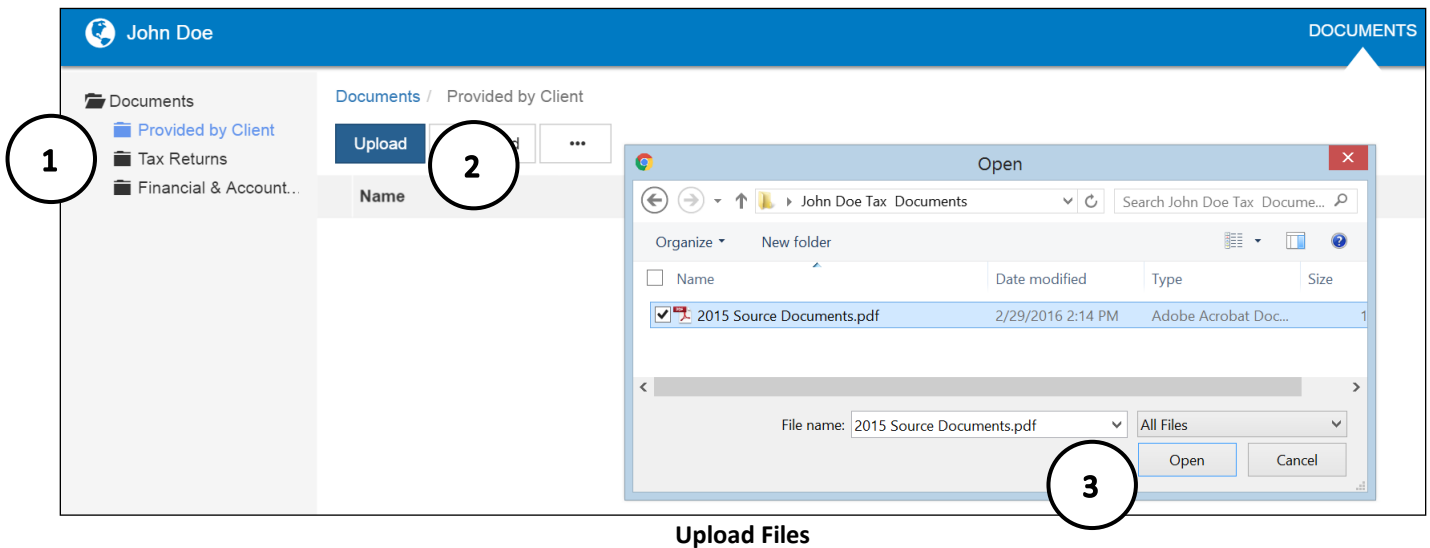 John Doe
DOCUMENTS
Documents
Provided by Client
Tax Returns
Financial & Account...
1
Documents / Provided by Client
Upload
2
•••
Name
Open
John Doe Tax Documents
Search John Doe Tax Docume...
Organize
New folder
Name Date modified Type Size
2015 Source Documents.pdf 2/29/2016 2:14 PM Adobe Acrobat Doc... 1
File name: 2015 Source Documents.pdf All Files
Open Cancel
3
Upload Files